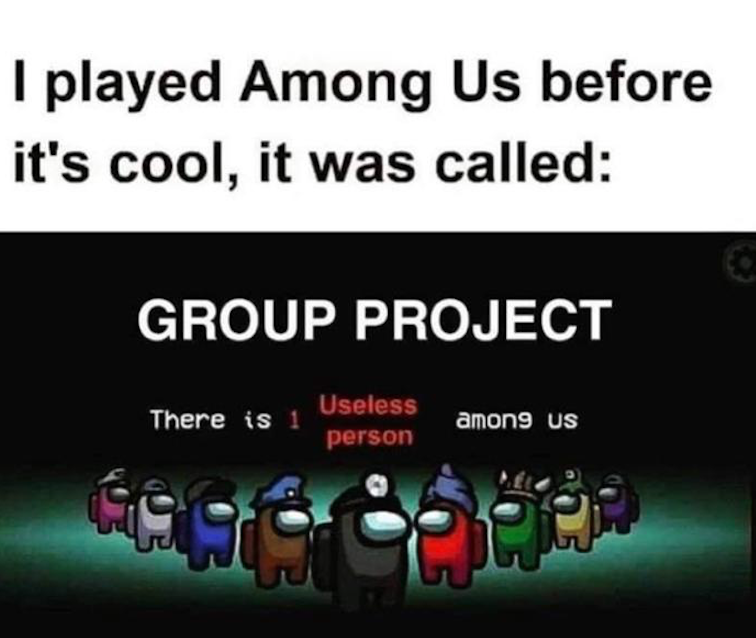 I played Among Us before
it's cool, it was called:
GROUP PROJECT
There is 1 Useless person among us